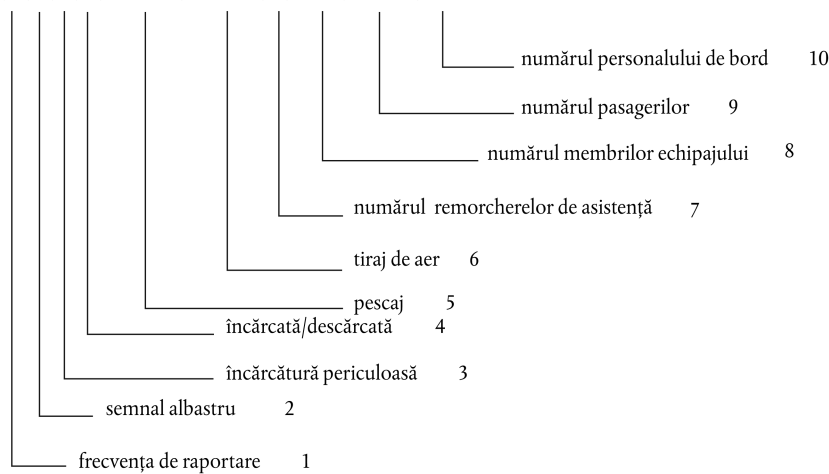 numărul personalului de bord 10
numărul pasagerilor 9
numărul membrilor echipajului 8
numărul remorcherelor de asistență 7
tiraj de aer 6
pescaj 5
încărcată/descărcată 4
încărcătură periculoasă 3
semnal albastru 2
frecvența de raportare 1